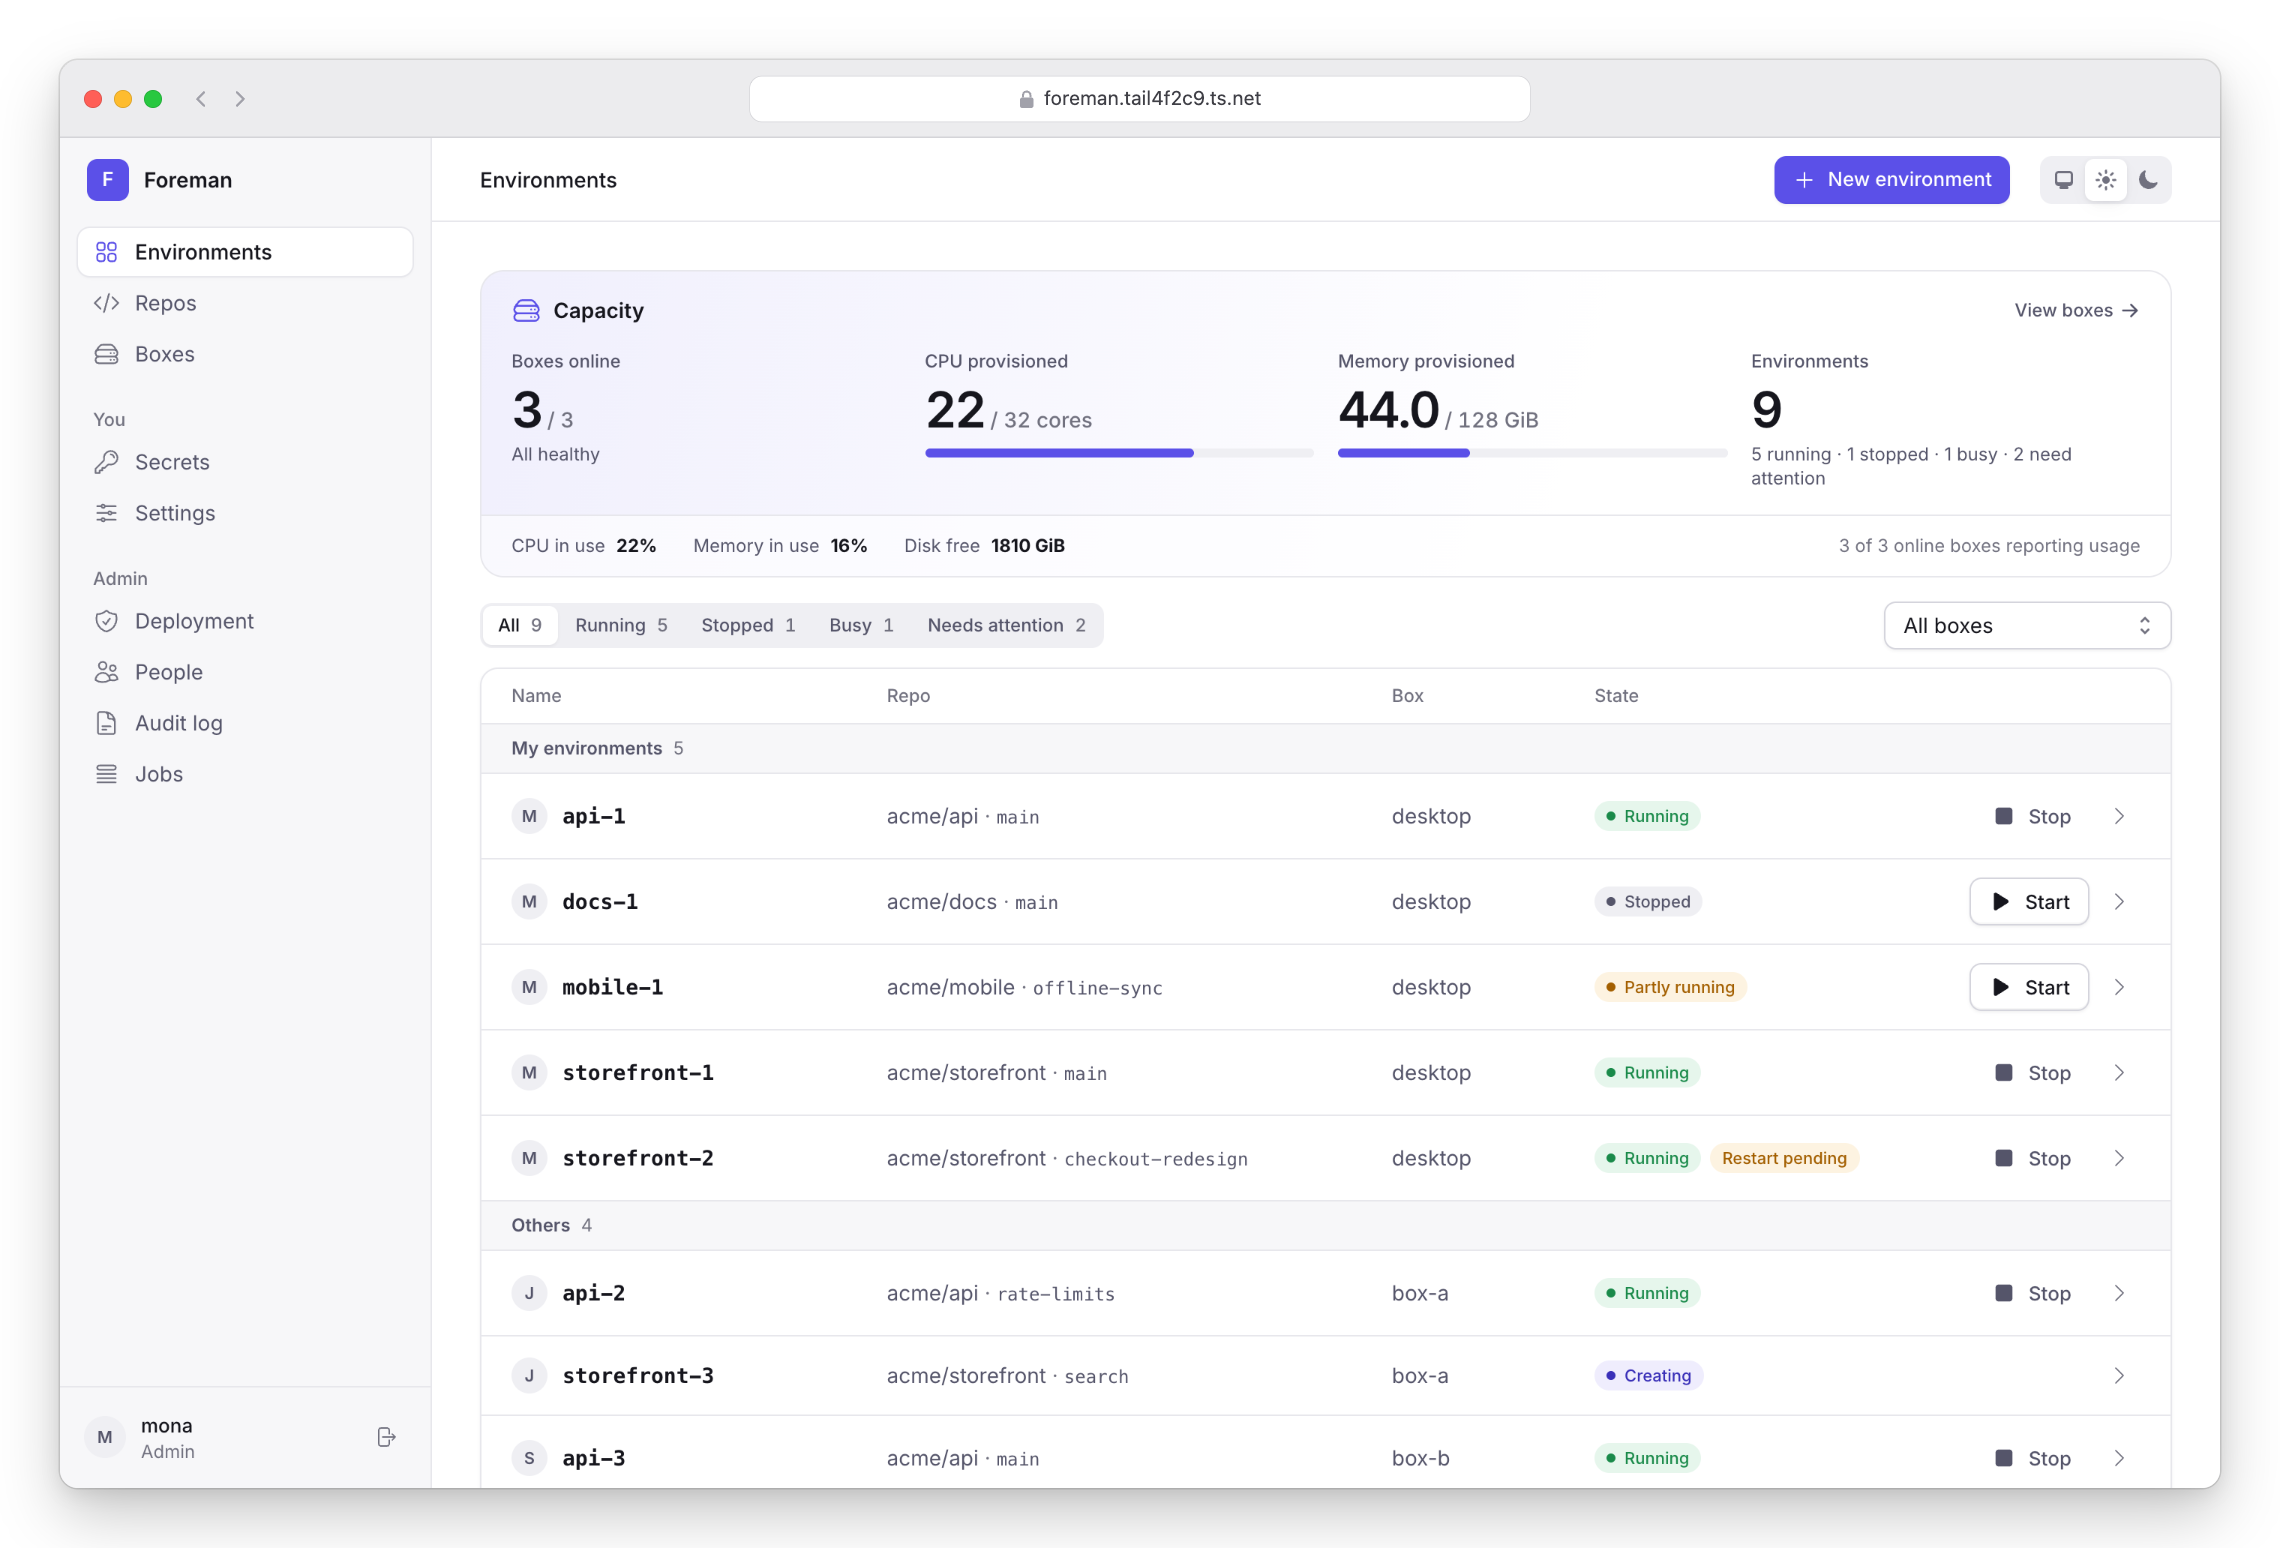 foreman.tail4f2c9.ts.net
F Foreman
Environments
Repos
Boxes
You
Secrets
Settings
Admin
Deployment
People
Audit log
Jobs
M mona
Admin
Environments
New environment
Capacity
View boxes →
Boxes online
3 / 3
All healthy
CPU provisioned
22 / 32 cores
Memory provisioned
44.0 / 128 GiB
Environments
9
5 running · 1 stopped · 1 busy · 2 need
attention
CPU in use 22% Memory in use 16% Disk free 1810 GiB
3 of 3 online boxes reporting usage
All 9 Running 5 Stopped 1 Busy 1 Needs attention 2
All boxes
Name Repo Box State
My environments 5
M api-1 acme/api · main desktop Running Stop
M docs-1 acme/docs · main desktop Stopped Start
M mobile-1 acme/mobile · offline-sync desktop Partly running Start
M storefront-1 acme/storefront · main desktop Running Stop
M storefront-2 acme/storefront · checkout-redesign desktop Running Restart pending Stop
Others 4
J api-2 acme/api · rate-limits box-a Running Stop
J storefront-3 acme/storefront · search box-a Creating
S api-3 acme/api · main box-b Running Stop